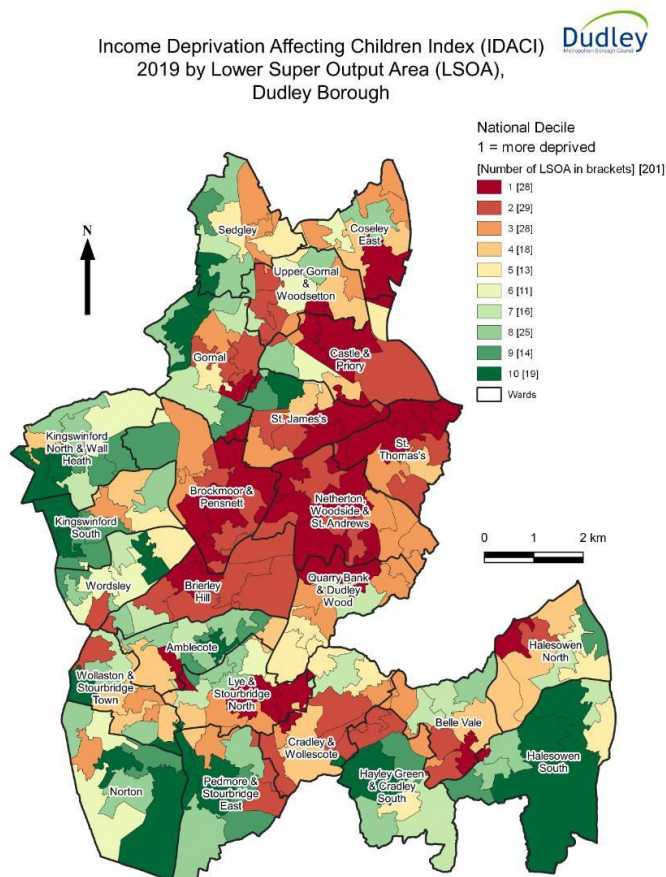 Income Deprivation Affecting Children Index (IDACI)
2019 by Lower Super Output Area (LSOA),
Dudley Borough
Dudley
Metropolitan Borough Council
National Decile
1 = more deprived
[Number of LSOA in brackets] [201]
1 [28]
2 [29]
3 [28]
4 [18]
5 [13]
6 [11]
7 [16]
8 [25]
9 [14]
10 [19]
Wards
N
Sedgley
Coseley
East
Upper Gornal
&
Woodsetton
Gornal
Castle &
Priory
St. James's
Kingswinford
North & Wall
Heath
St.
Thomas's
Brockmoor &
Pensnett
Netherton,
Woodside &
St. Andrews
Kingswinford
South
0 1 2 km
Wordsley
Brierley
Hill
Quarry Bank
& Dudley
Wood
Amblecote
Halesowen
North
Wollaston &
Stourbridge
Town
Lye &
Stourbridge
North
Belle Vale
Cradley &
Wollescote
Halesowen
South
Norton
Pedmore &
Stourbridge
East
Hayley Green
& Cradley
South